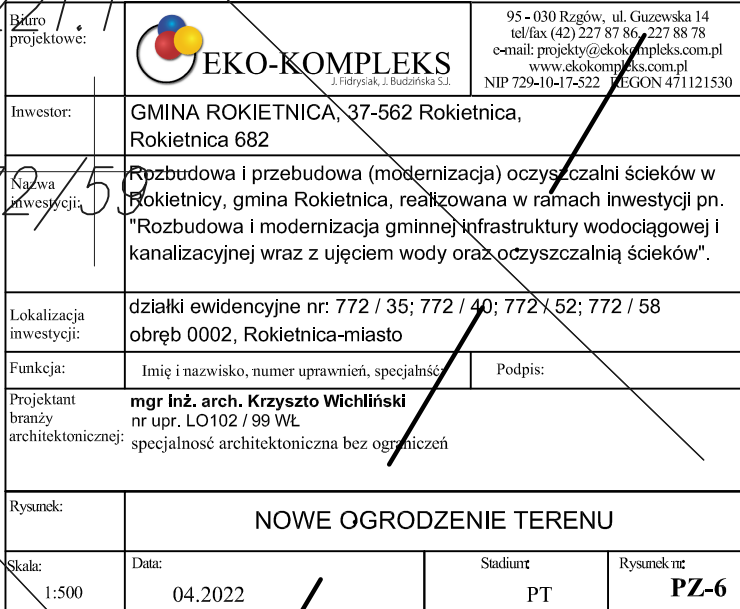 121.1
Biuro
projektowe:
EKO-KOMPLEKS
J. Fidrysiak, J. Budzińska S.J.
95 - 030 Rzgów, ul. Guzewska 14
tel/fax (42) 227 87 86, 227 88 78
e-mail: projekty@ekokompleks.com.pl
www.ekokompleks.com.pl
NIP 729-10-17-522 REGON 471121530
Inwestor:
GMINA ROKIETNICA, 37-562 Rokietnica,
Rokietnica 682
72/59
Nazwa
inwestycji:
Rozbudowa i przebudowa (modernizacja) oczyszczalni ścieków w
Rokietnicy, gmina Rokietnica, realizowana w ramach inwestycji pn.
"Rozbudowa i modernizacja gminnej infrastruktury wodociągowej i
kanalizacyjnej wraz z ujęciem wody oraz oczyszczalnią ścieków".
Lokalizacja
inwestycji:
działki ewidencyjne nr: 772 / 35; 772 / 40; 772 / 52; 772 / 58
obręb 0002, Rokietnica-miasto
Funkcja:
Imię i nazwisko, numer uprawnień, specjalność:
Podpis:
Projektant
branży
architektonicznej:
mgr inż. arch. Krzyszto Wichliński
nr upr. LO102 / 99 WŁ
specjalność architektoniczna bez ograniczeń
Rysunek:
NOWE OGRODZENIE TERENU
Skala:
1:500
Data:
04.2022
Stadium:
PT
Rysunek nr:
PZ-6